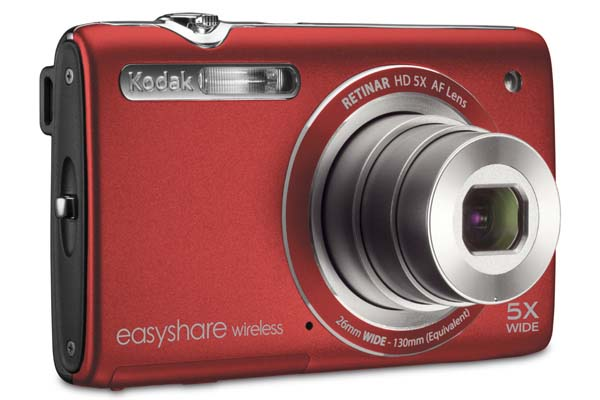 Kodak
RETINAR HD 5X AF Lens
easyshare wireless
26mm WIDE - 130mm (Equivalent)
5X
WIDE